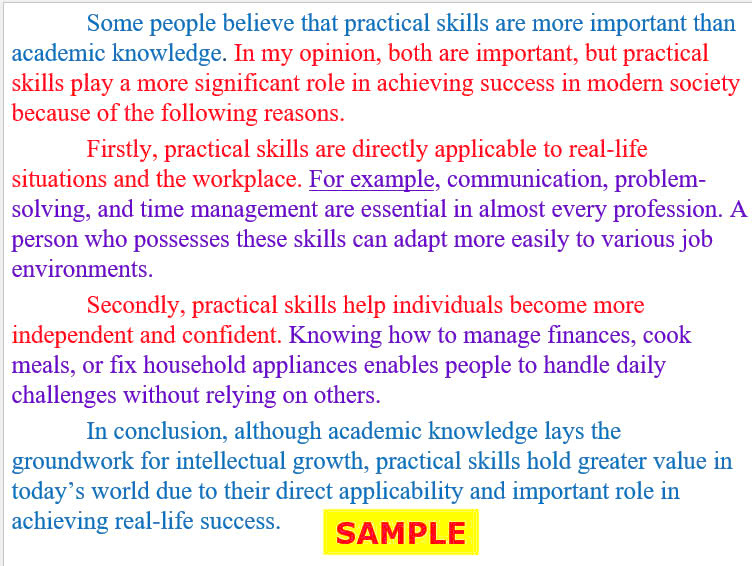 Some people believe that practical skills are more important than
academic knowledge. In my opinion, both are important, but practical
skills play a more significant role in achieving success in modern society
because of the following reasons.
Firstly, practical skills are directly applicable to real-life
situations and the workplace. For example, communication, problem-
solving, and time management are essential in almost every profession. A
person who possesses these skills can adapt more easily to various job
environments.
Secondly, practical skills help individuals become more
independent and confident. Knowing how to manage finances, cook
meals, or fix household appliances enables people to handle daily
challenges without relying on others.
In conclusion, although academic knowledge lays the
groundwork for intellectual growth, practical skills hold greater value in
today’s world due to their direct applicability and important role in
achieving real-life success.
SAMPLE